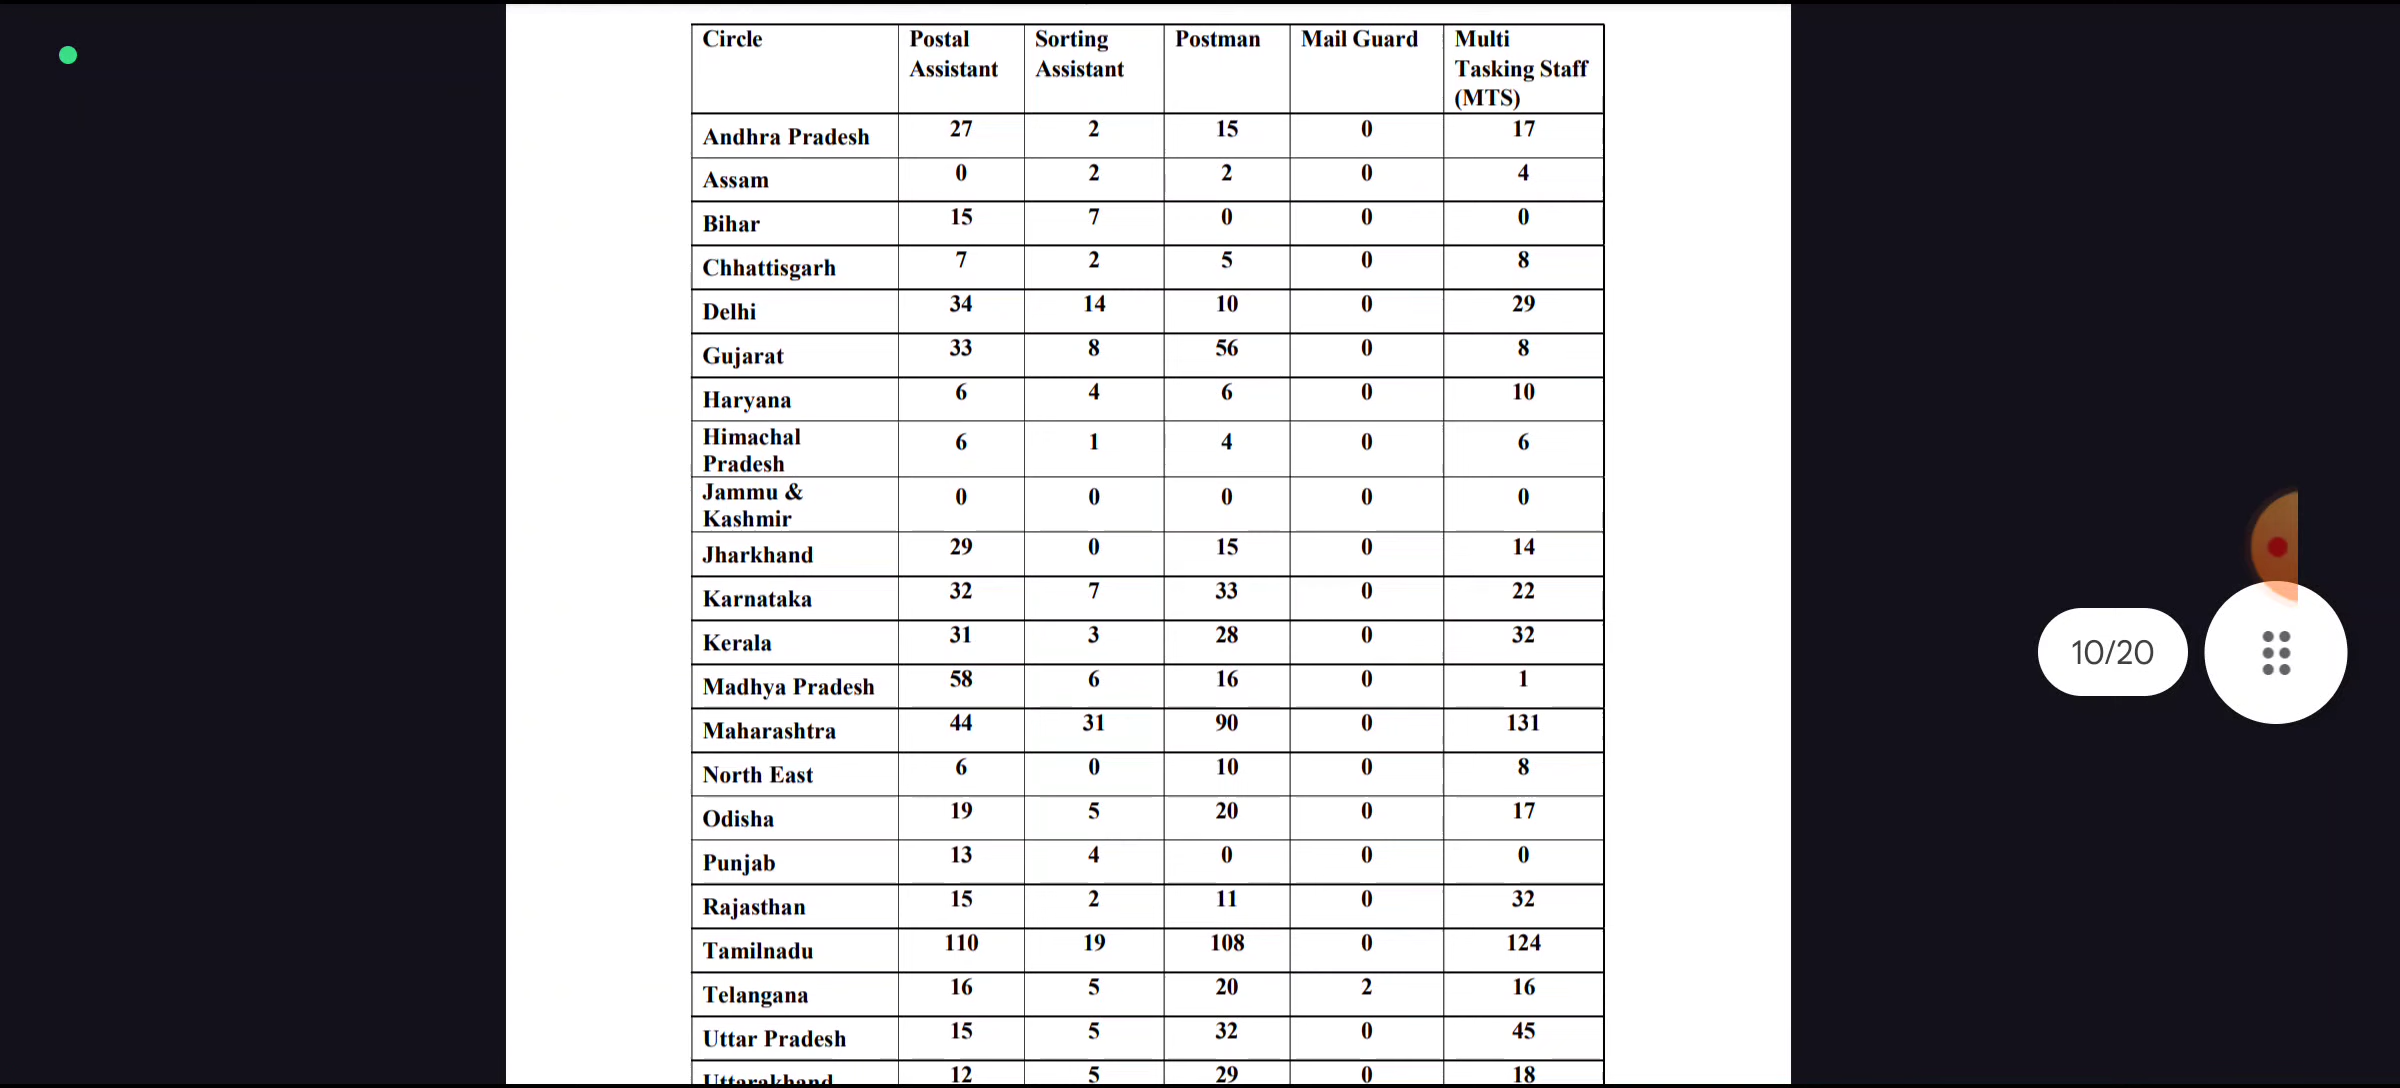 Circle Postal Assistant Sorting Assistant Postman Mail Guard Multi Tasking Staff (MTS)
Andhra Pradesh 27 2 15 0 17
Assam 0 2 2 0 4
Bihar 15 7 0 0 0
Chhattisgarh 7 2 5 0 8
Delhi 34 14 10 0 29
Gujarat 33 8 56 0 8
Haryana 6 4 6 0 10
Himachal Pradesh 6 1 4 0 6
Jammu & Kashmir 0 0 0 0 0
Jharkhand 29 0 15 0 14
Karnataka 32 7 33 0 22
Kerala 31 3 28 0 32
Madhya Pradesh 58 6 16 0 1
Maharashtra 44 31 90 0 131
North East 6 0 10 0 8
Odisha 19 5 20 0 17
Punjab 13 4 0 0 0
Rajasthan 15 2 11 0 32
Tamilnadu 110 19 108 0 124
Telangana 16 5 20 2 16
Uttar Pradesh 15 5 32 0 45
Uttarakhand 12 5 29 0 18
10/20